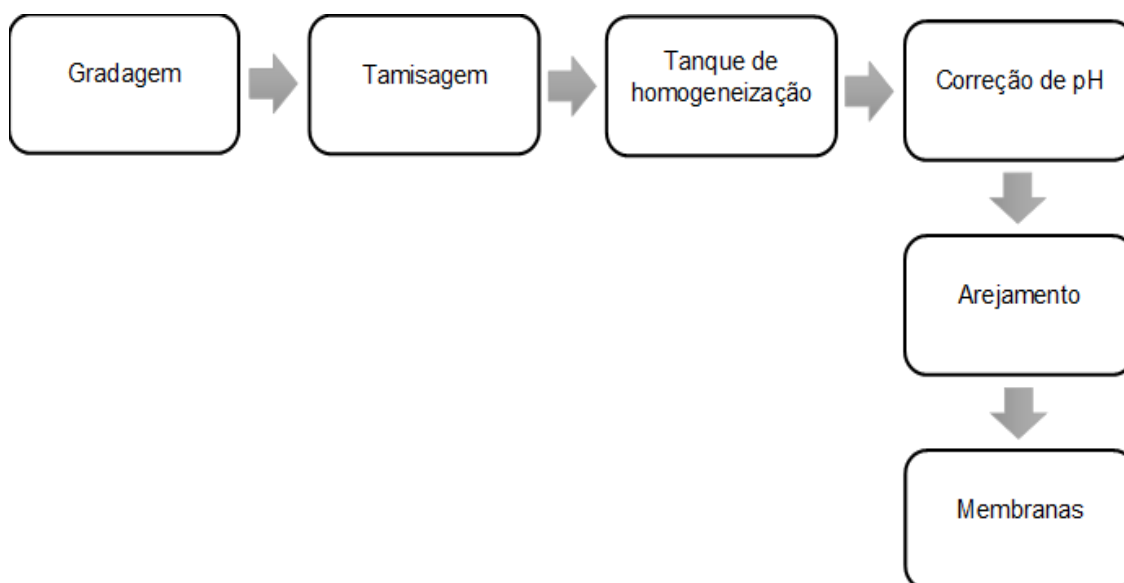 Gradagem
Tamisagem
Tanque de
homogeneização
Correção de pH
Arejamento
Membranas